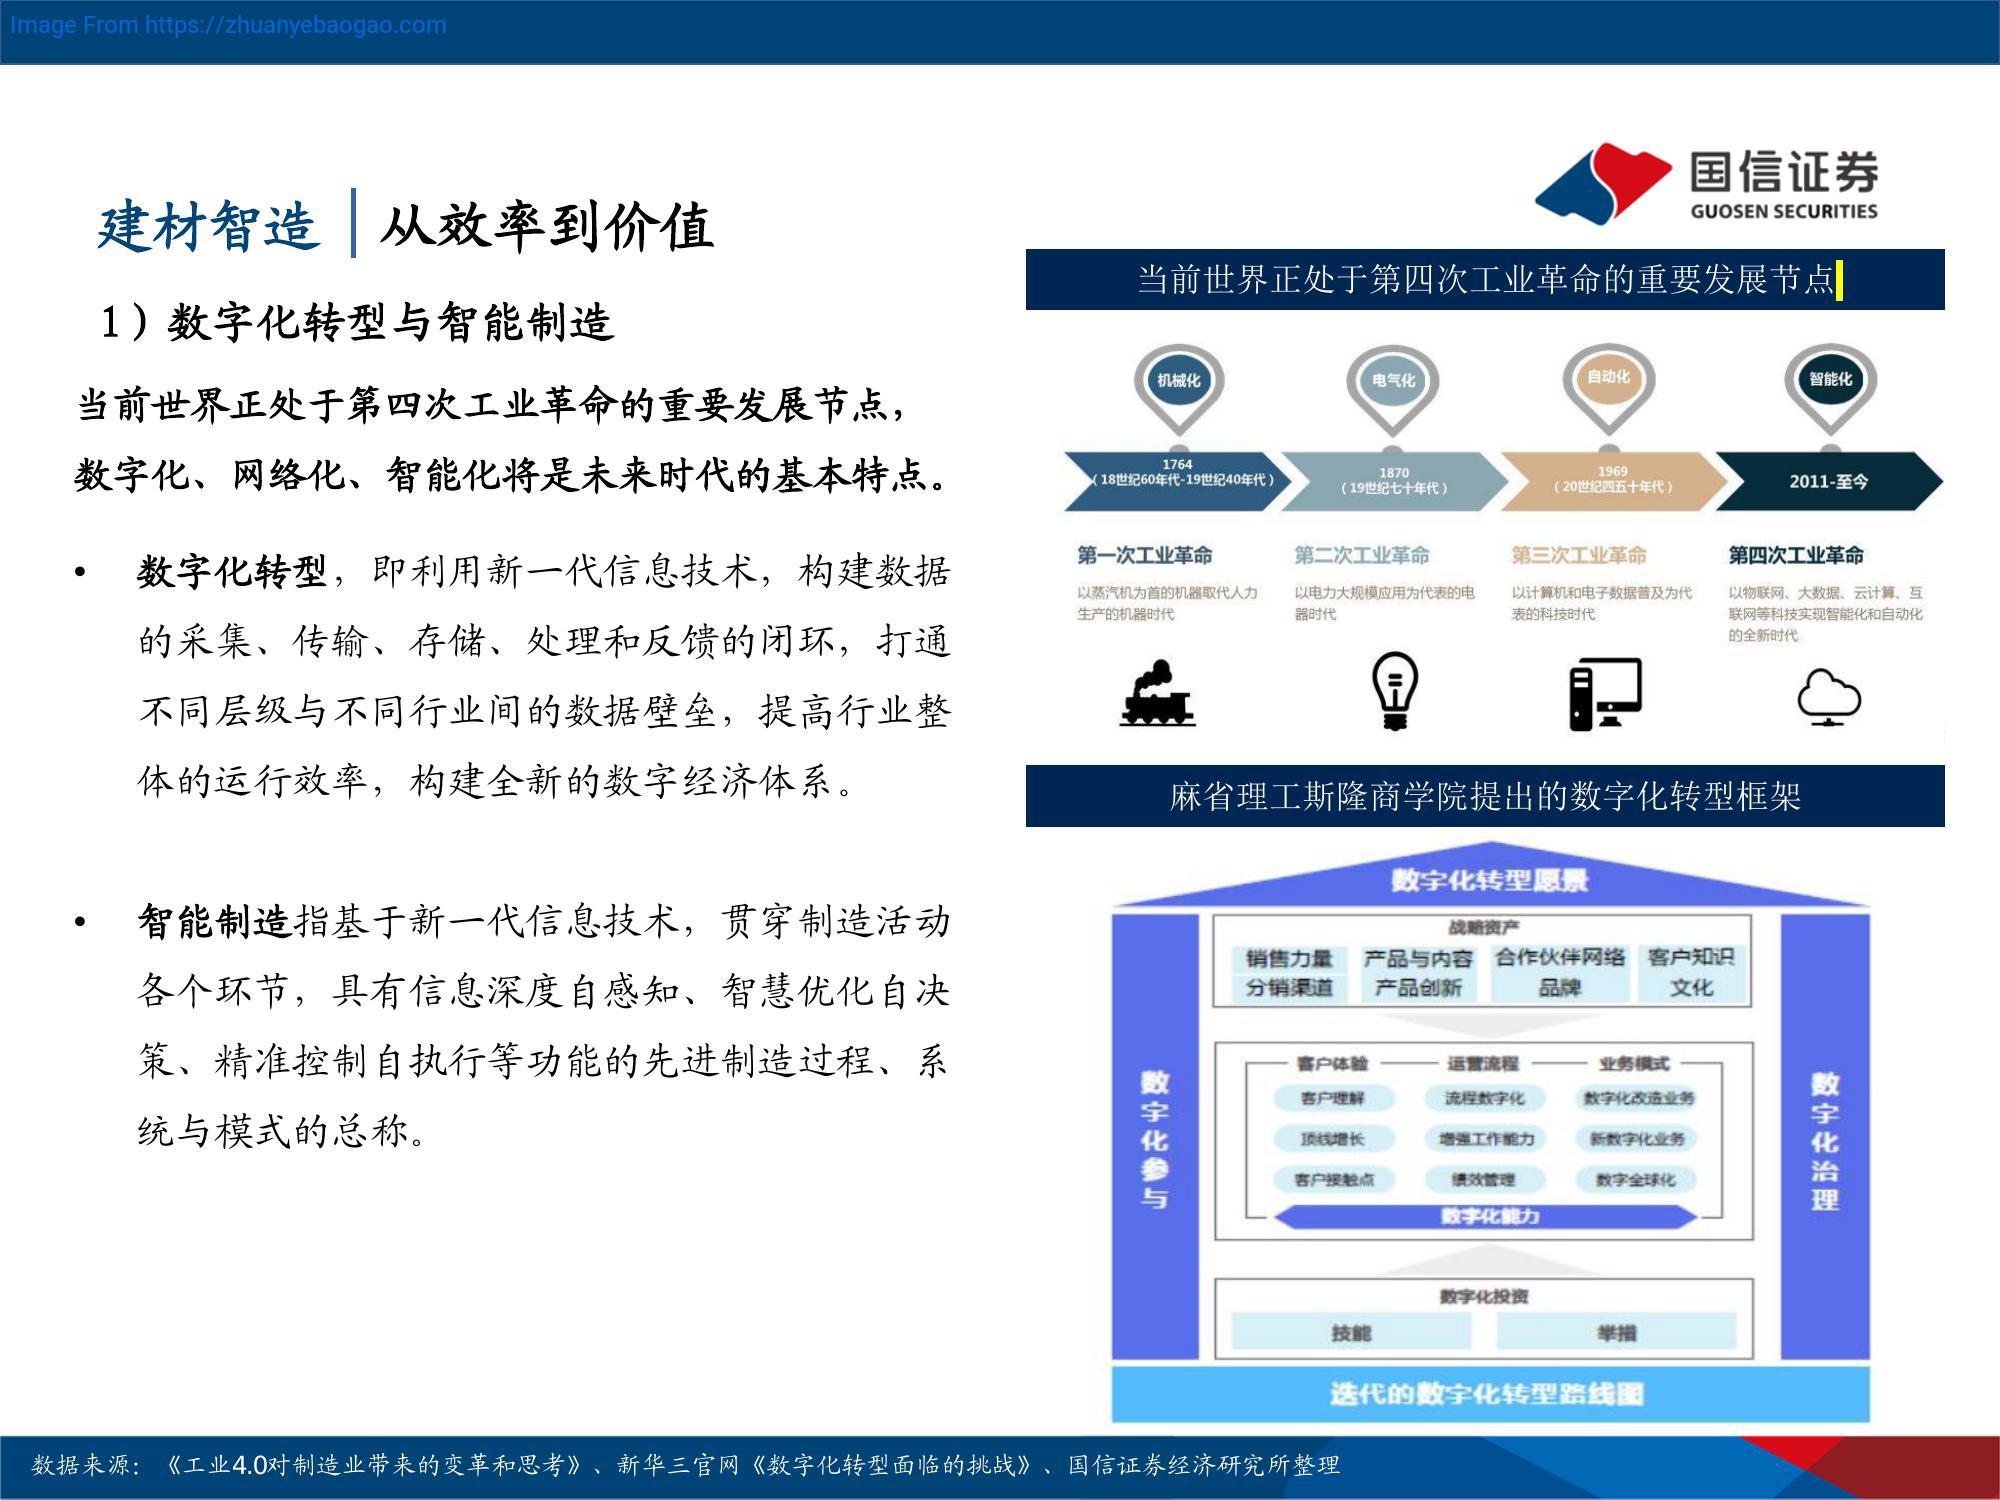 Image From https://zhuanyebaogao.com
国信证券
GUOSEN SECURITIES
建材智造 从效率到价值
1）数字化转型与智能制造
当前世界正处于第四次工业革命的重要发展节点，
数字化、网络化、智能化将是未来时代的基本特点。
• 数字化转型，即利用新一代信息技术，构建数据
的采集、传输、存储、处理和反馈的闭环，打通
不同层级与不同行业间的数据壁垒，提高行业整
体的运行效率，构建全新的数字经济体系。
• 智能制造指基于新一代信息技术，贯穿制造活动
各个环节，具有信息深度自感知、智慧优化自决
策、精准控制自执行等功能的先进制造过程、系
统与模式的总称。
当前世界正处于第四次工业革命的重要发展节点
机械化 电气化 自动化 智能化
1764
（18世纪60年代-19世纪40年代）
1870
（19世纪七十年代）
1969
（20世纪四五十年代）
2011-至今
第一次工业革命
以蒸汽机为首的机器取代人力
生产的机器时代
第二次工业革命
以电力大规模应用为代表的电
器时代
第三次工业革命
以计算机和电子数据普及为代
表的科技时代
第四次工业革命
以物联网、大数据、云计算、互
联网等科技实现智能化和自动化
的全新时代
麻省理工斯隆商学院提出的数字化转型框架
数字化转型愿景
数字化参与
战略资产
销售力量 产品与内容 合作伙伴网络 客户知识
分销渠道 产品创新 品牌 文化
客户体验 运营流程 业务模式
客户理解 流程数字化 数字化改造业务
顶线增长 增强工作能力 新数字化业务
客户接触点 绩效管理 数字全球化
数字化能力
数字化投资
技能 举措
数字化治理
迭代的数字化转型路线图
数据来源：《工业4.0对制造业带来的变革和思考》、新华三官网《数字化转型面临的挑战》、国信证券经济研究所整理